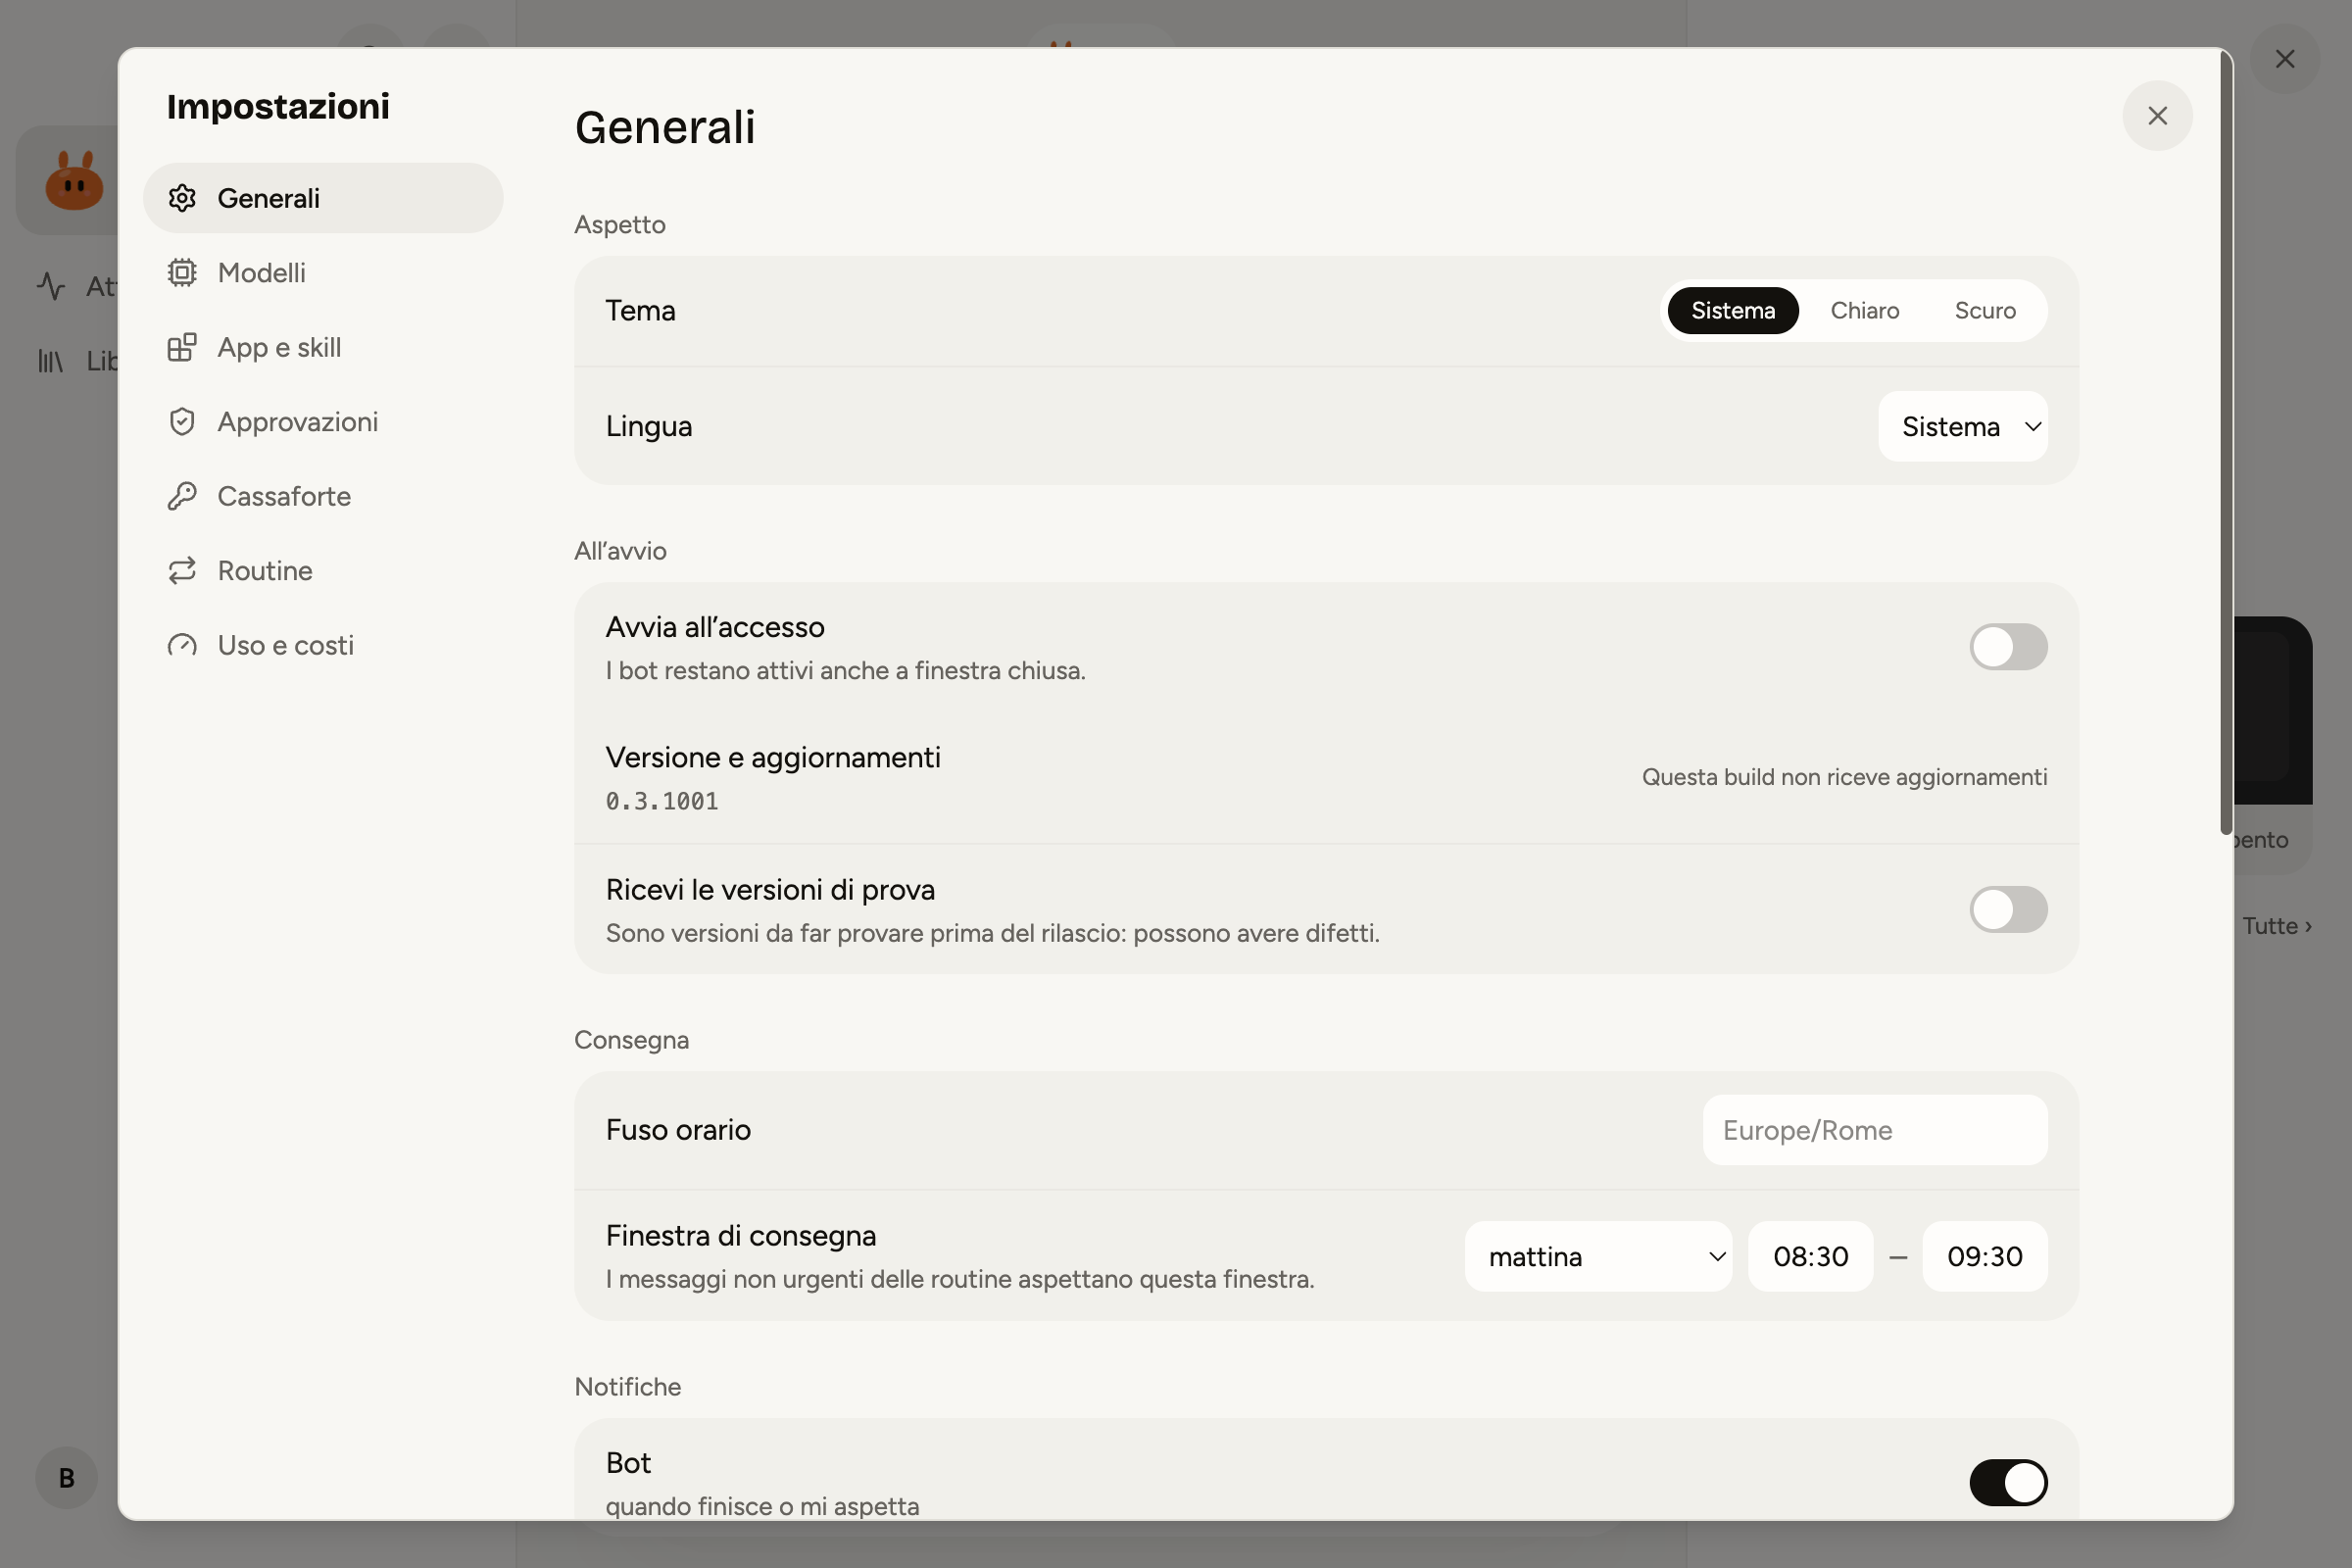 Impostazioni
Generali
Modelli
App e skill
Approvazioni
Cassaforte
Routine
Uso e costi
Generali
Aspetto
Tema
Sistema Chiaro Scuro
Lingua
Sistema
All’avvio
Avvia all’accesso
I bot restano attivi anche a finestra chiusa.
Versione e aggiornamenti
0.3.1001
Questa build non riceve aggiornamenti
Ricevi le versioni di prova
Sono versioni da far provare prima del rilascio: possono avere difetti.
Consegna
Fuso orario
Europe/Rome
Finestra di consegna
I messaggi non urgenti delle routine aspettano questa finestra.
mattina 08:30 – 09:30
Notifiche
Bot
quando finisce o mi aspetta
B
Tutte ›